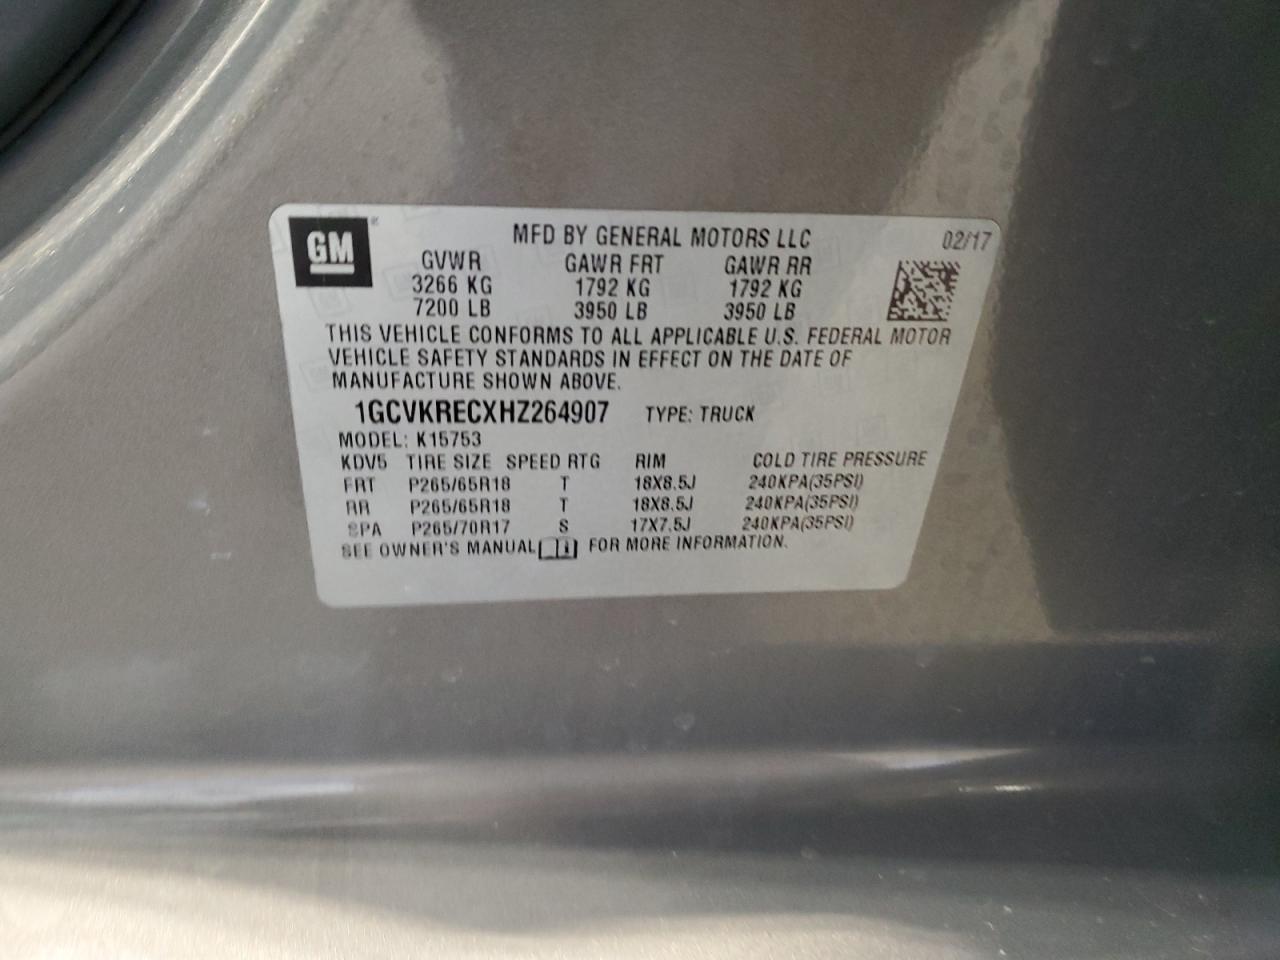 GM
MFD BY GENERAL MOTORS LLC 02/17
GVWR GAWR FRT GAWR RR
3266 KG 1792 KG 1792 KG
7200 LB 3950 LB 3950 LB
THIS VEHICLE CONFORMS TO ALL APPLICABLE U.S. FEDERAL MOTOR
VEHICLE SAFETY STANDARDS IN EFFECT ON THE DATE OF
MANUFACTURE SHOWN ABOVE.
1GCVKRECXHZ264907 TYPE: TRUCK
MODEL: K15753
KDV5 TIRE SIZE SPEED RTG RIM COLD TIRE PRESSURE
FRT P265/65R18 T 18X8.5J 240KPA(35PSI)
RR P265/65R18 T 18X8.5J 240KPA(35PSI)
SPA P265/70R17 S 17X7.5J 240KPA(35PSI)
SEE OWNER'S MANUAL FOR MORE INFORMATION.